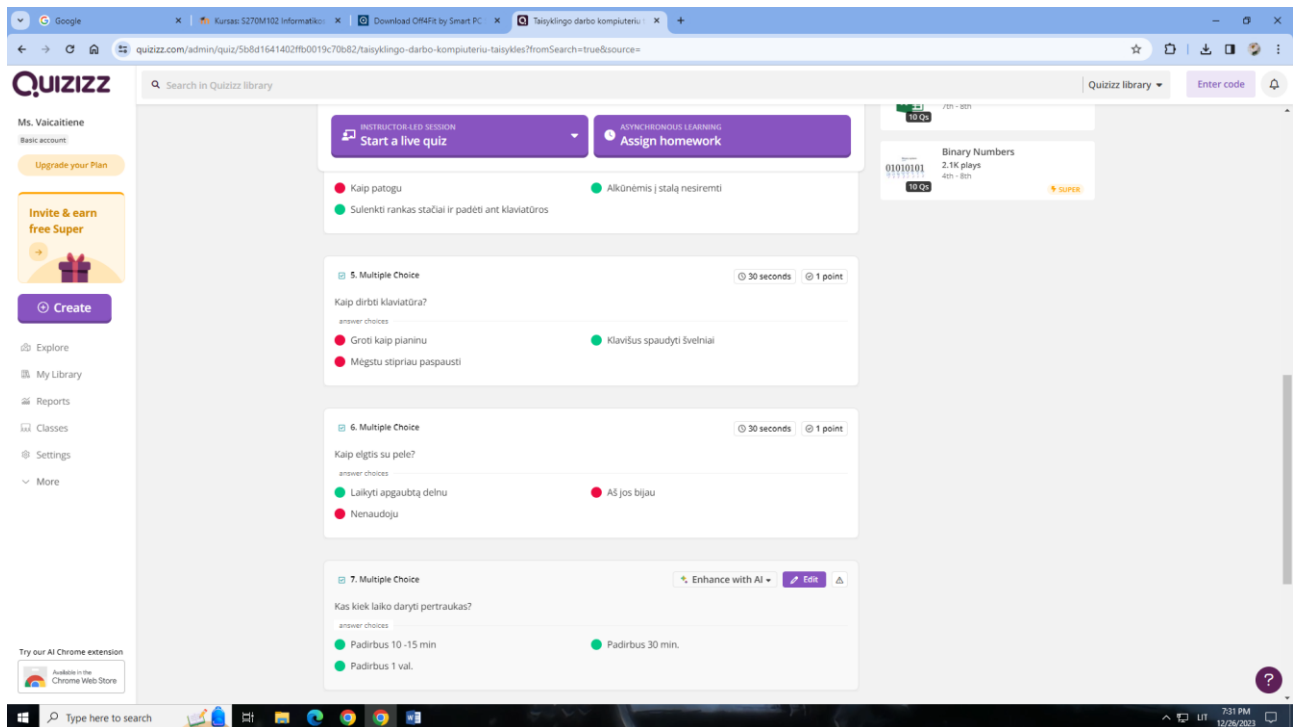 Google
Kursas: S270M102 Informatikos
Download Off4Fit by Smart PC
Taisyklingo darbo kompiuteriu t
quizizz.com/admin/quiz/5b8d1641402ffb0019c70b82/taisyklingo-darbo-kompiuteriu-taisykles?fromSearch=true&source=
QUIZIZZ
Search in Quizizz library
Quizizz library
Enter code
Ms. Vaicaitiene
Basic account
Upgrade your Plan
Invite & earn
free Super
Create
Explore
My Library
Reports
Classes
Settings
More
Try our AI Chrome extension
Available in the
Chrome Web Store
INSTRUCTOR-LED SESSION
Start a live quiz
ASYNCHRONOUS LEARNING
Assign homework
Kaip patogu
Alkūnėmis į stalą nesiremti
Sulenkti rankas stačiai ir padėti ant klaviatūros
5. Multiple Choice
30 seconds
1 point
Kaip dirbti klaviatūra?
answer choices
Groti kaip pianinu
Klavišus spaudyti švelniai
Mėgstu stipriau paspausti
6. Multiple Choice
30 seconds
1 point
Kaip elgtis su pele?
answer choices
Laikyti apgaubtą delnu
Aš jos bijau
Nenaudoju
7. Multiple Choice
Enhance with AI
Edit
Kas kiek laiko daryti pertraukas?
answer choices
Padirbus 10 -15 min
Padirbus 30 min.
Padirbus 1 val.
7th - 8th
10 Qs
Binary Numbers
2.1K plays
4th - 8th
01010101
10 Qs
SUPER
?
Type here to search
LIT
7:31 PM
12/26/2023